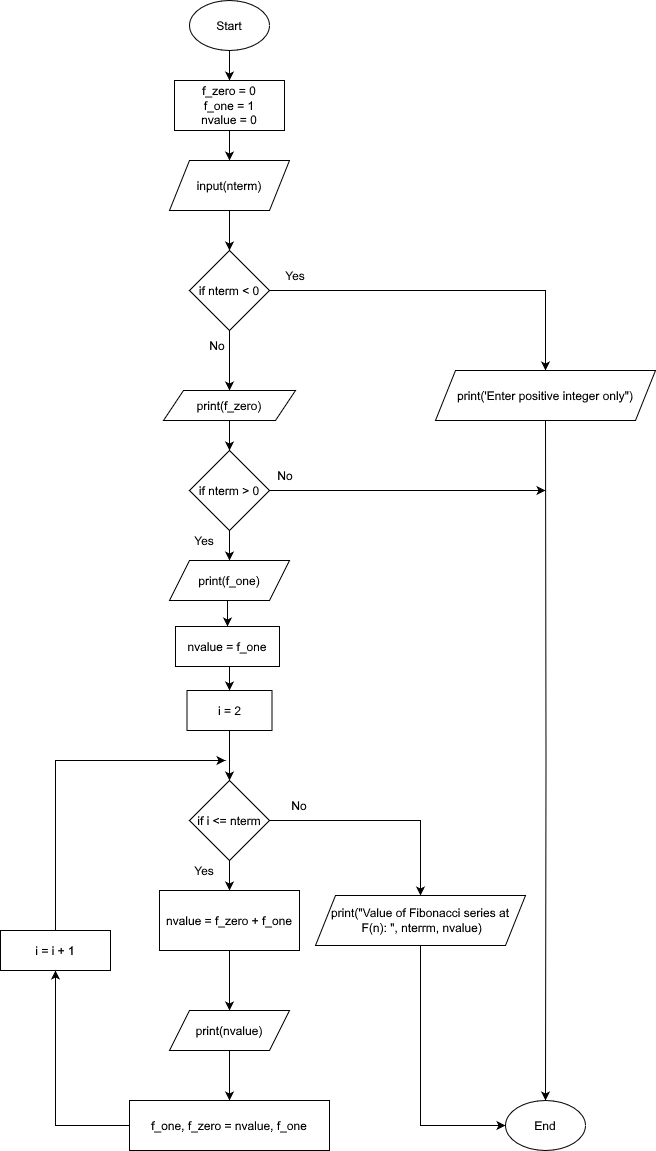 Start
f_zero = 0
f_one = 1
nvalue = 0
input(nterm)
if nterm < 0
Yes
No
print(f_zero)
print('Enter positive integer only")
if nterm > 0
No
Yes
print(f_one)
nvalue = f_one
i = 2
if i <= nterm
No
Yes
nvalue = f_zero + f_one
print("Value of Fibonacci series at
F(n): ", nterm, nvalue)
i = i + 1
print(nvalue)
f_one, f_zero = nvalue, f_one
End